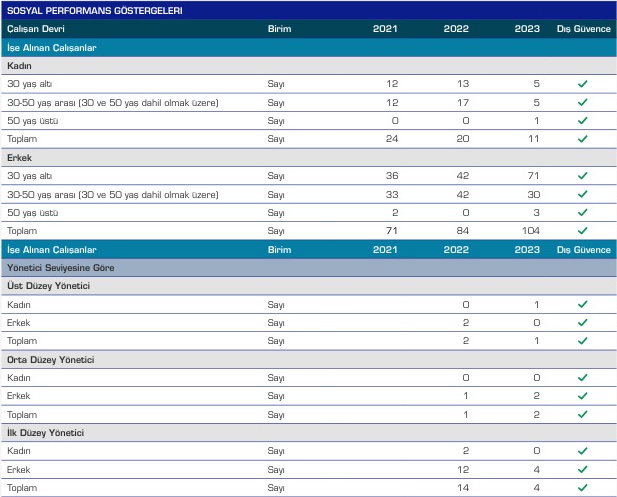 SOSYAL PERFORMANS GÖSTERGELERİ
Çalışan Devri Birim 2021 2022 2023 Dış Güvence
İşe Alınan Çalışanlar
Kadın
30 yaş altı Sayı 12 13 5 ✓
30-50 yaş arası (30 ve 50 yaş dahil olmak üzere) Sayı 12 17 5 ✓
50 yaş üstü Sayı 0 0 1 ✓
Toplam Sayı 24 20 11 ✓
Erkek
30 yaş altı Sayı 36 42 71 ✓
30-50 yaş arası (30 ve 50 yaş dahil olmak üzere) Sayı 33 42 30 ✓
50 yaş üstü Sayı 2 0 3 ✓
Toplam Sayı 71 84 104 ✓
İşe Alınan Çalışanlar Birim 2021 2022 2023 Dış Güvence
Yönetici Seviyesine Göre
Üst Düzey Yönetici
Kadın Sayı 0 1 ✓
Erkek Sayı 2 0 ✓
Toplam Sayı 2 1 ✓
Orta Düzey Yönetici
Kadın Sayı 0 0 ✓
Erkek Sayı 1 2 ✓
Toplam Sayı 1 2 ✓
İlk Düzey Yönetici
Kadın Sayı 2 0 ✓
Erkek Sayı 12 4 ✓
Toplam Sayı 14 4 ✓